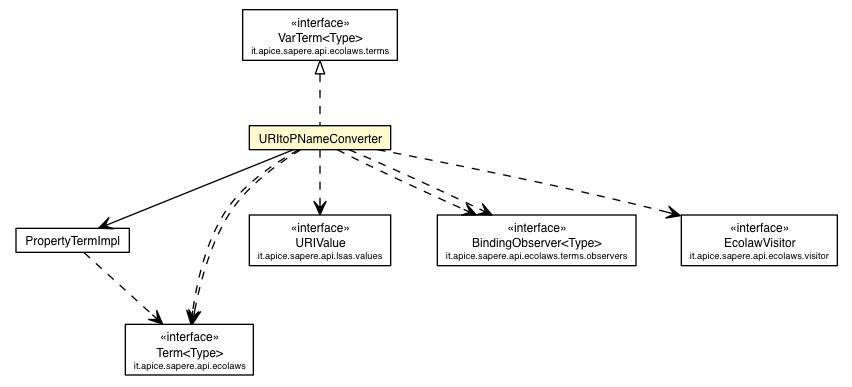 «interface»
VarTerm<Type>
it.apice.sapere.api.ecolaws.terms
URItoPNameConverter
PropertyTermImpl
«interface»
URIValue
it.apice.sapere.api.lsas.values
«interface»
BindingObserver<Type>
it.apice.sapere.api.ecolaws.terms.observers
«interface»
EcolawVisitor
it.apice.sapere.api.ecolaws.visitor
«interface»
Term<Type>
it.apice.sapere.api.ecolaws